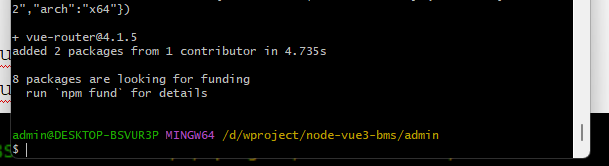 2","arch":"x64"})
+ vue-router@4.1.5
added 2 packages from 1 contributor in 4.735s
8 packages are looking for funding
run `npm fund` for details
admin@DESKTOP-BSVUR3P MINGW64 /d/wproject/node-vue3-bms/admin
$